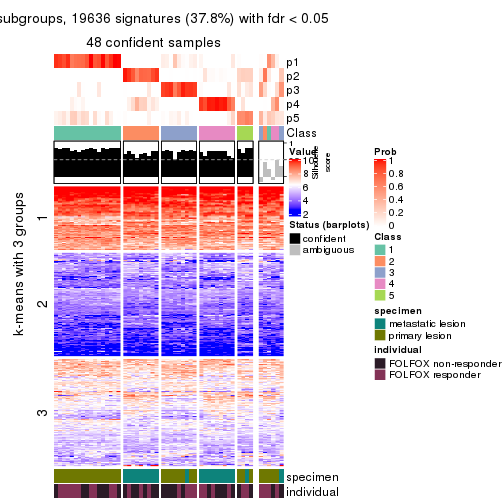 subgroups, 19636 signatures (37.8%) with fdr < 0.05
48 confident samples
p1
p2
p3
p4
p5
Class
1
Silhouette
score
k-means with 3 groups
1
2
3
specimen
individual
Value
10
8
6
4
2
Status (barplots)
confident
ambiguous
Prob
1
0.8
0.6
0.4
0.2
0
Class
1
2
3
4
5
specimen
metastatic lesion
primary lesion
individual
FOLFOX non-responder
FOLFOX responder